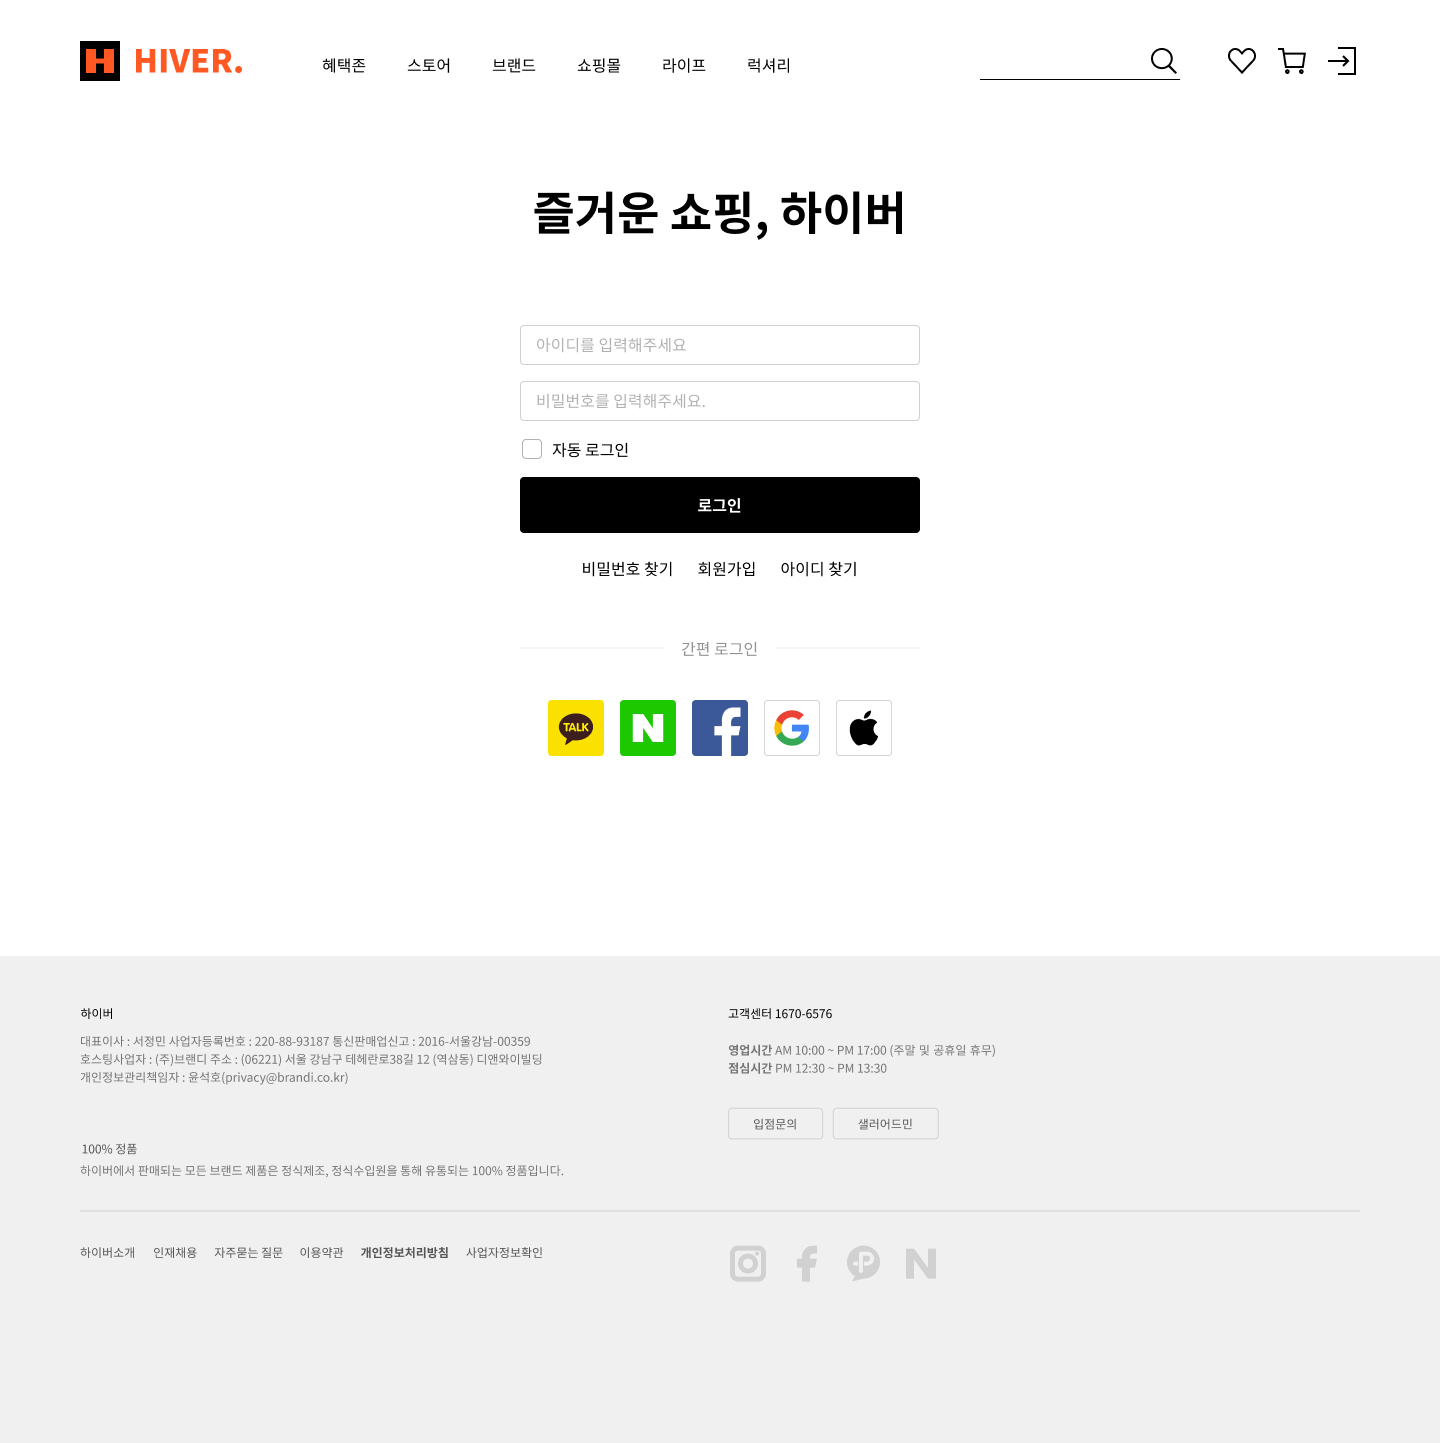 H HIVER.
혜택존 스토어 브랜드 쇼핑몰 라이프 럭셔리
즐거운 쇼핑, 하이버
아이디를 입력해주세요
비밀번호를 입력해주세요.
자동 로그인
로그인
비밀번호 찾기 회원가입 아이디 찾기
간편 로그인
TALK N f G
하이버
대표이사 : 서정민 사업자등록번호 : 220-88-93187 통신판매업신고 : 2016-서울강남-00359
호스팅사업자 : (주)브랜디 주소 : (06221) 서울 강남구 테헤란로38길 12 (역삼동) 디앤와이빌딩
개인정보관리책임자 : 윤석호(privacy@brandi.co.kr)
100% 정품
하이버에서 판매되는 모든 브랜드 제품은 정식제조, 정식수입원을 통해 유통되는 100% 정품입니다.
고객센터 1670-6576
영업시간 AM 10:00 ~ PM 17:00 (주말 및 공휴일 휴무)
점심시간 PM 12:30 ~ PM 13:30
입점문의 샐러어드민
하이버소개 인재채용 자주묻는 질문 이용약관 개인정보처리방침 사업자정보확인
f P N